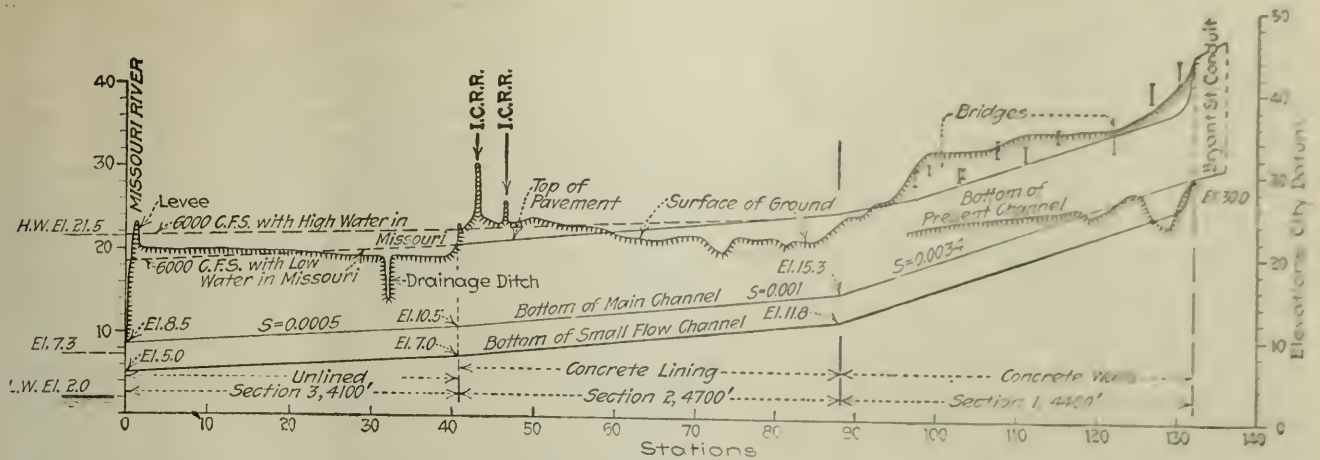 MISSOURI RIVER
40
30
20
10
H.W. El. 21.5
El. 7.3
L.W. El. 2.0
Levee
6000 C.F.S. with High Water in
Missouri
6000 C.F.S. with Low
Water in Missouri
Drainage Ditch
I.C.R.R.
I.C.R.R.
Top of
Pavement
Surface of Ground
Bridges
Bottom of
Present Channel
Bryant St. Conduit
El. 30.0
El. 8.5
S=0.0005
El. 10.5
Bottom of Main Channel S=0.001
El. 15.3
S=0.0034
El. 5.0
El. 7.0
Bottom of Small Flow Channel
El. 11.8
Unlined
Concrete Lining
Concrete
Section 3, 4100'
Section 2, 4700'
Section 1,
0 10 20 30 40 50 60 70 80 90 100 110 120 130 140
Stations
50
40
30
20
10
0
Elevations City Datum